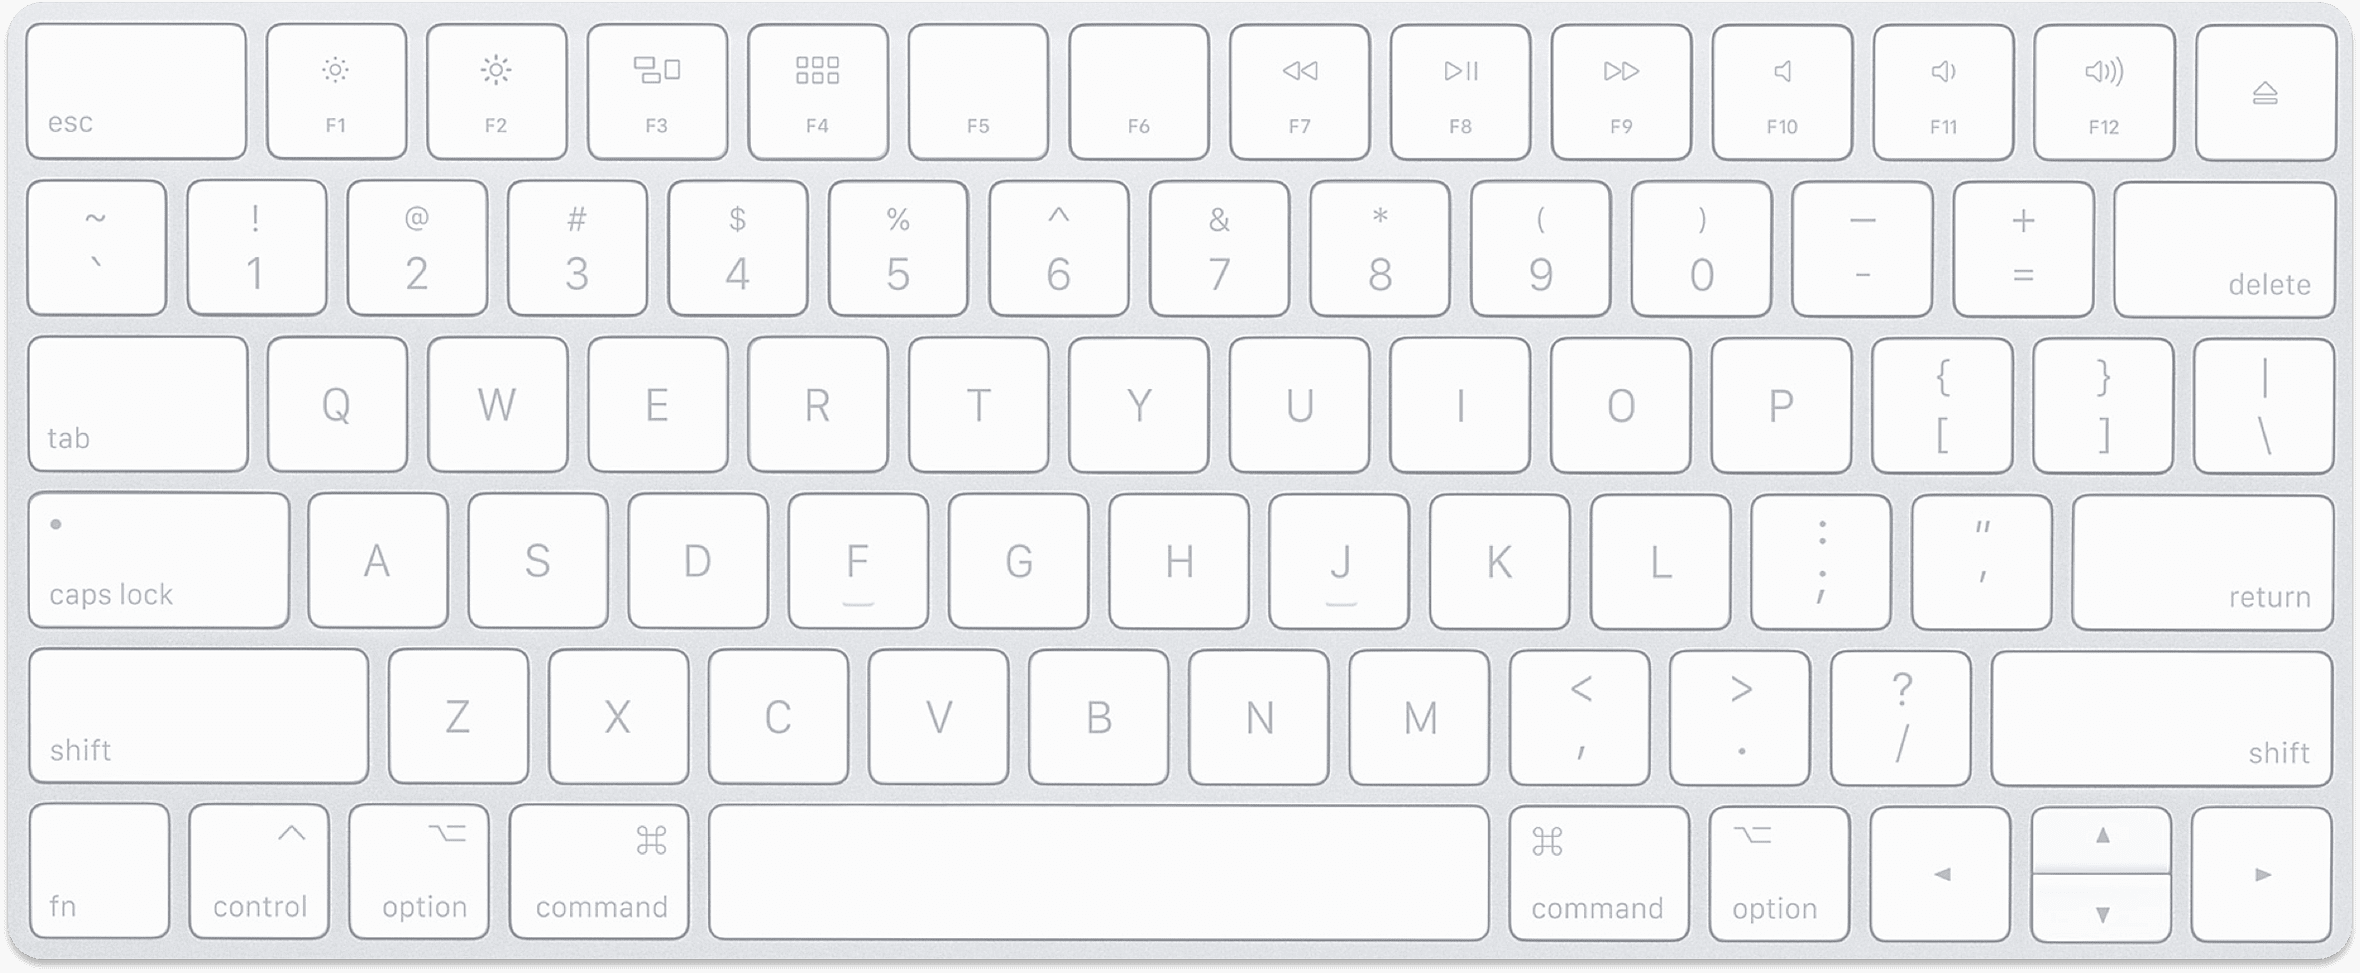 esc F1 F2 F3 F4 F5 F6 F7 F8 F9 F10 F11 F12
~ ! @ # $ % ^ & * ( ) — +
` 1 2 3 4 5 6 7 8 9 0 - = delete
tab Q W E R T Y U I O P { } |
[ ] \
caps lock A S D F G H J K L : "
; ' return
shift Z X C V B N M < > ?
, . / shift
fn ^ control ⌥ option ⌘ command ⌘ command ⌥ option ◀ ▲ ▼ ▶